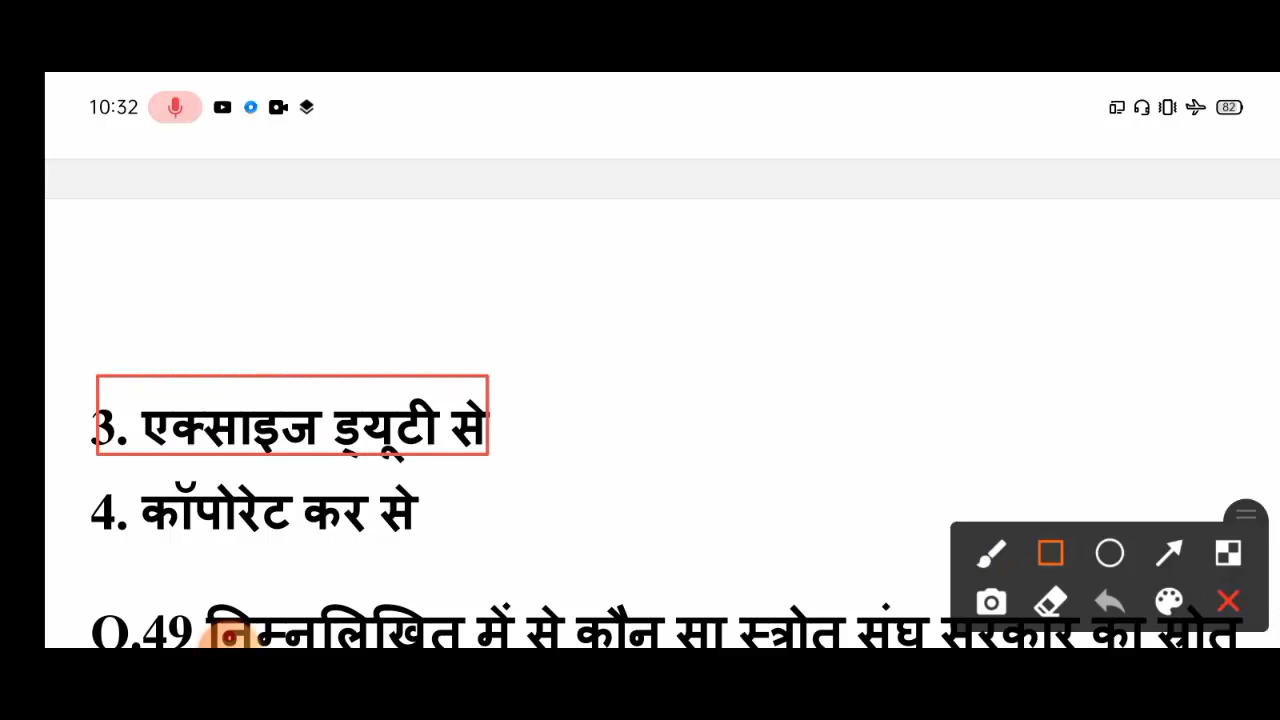 10:32
82
3. एक्साइज ड्यूटी से
4. कॉपोरेट कर से
Q.49 निम्नलिखित में से कौन सा स्त्रोत संघ सरकार का स्रोत